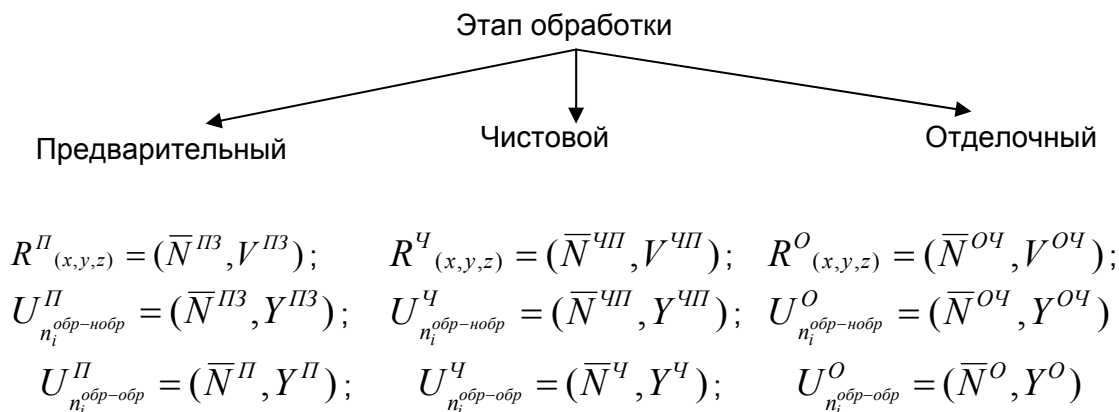 Этап обработки
Предварительный Чистовой Отделочный
R^П_(x,y,z) = (N̅^ПЗ, V^ПЗ); R^Ч_(x,y,z) = (N̅^ЧП, V^ЧП); R^О_(x,y,z) = (N̅^ОЧ, V^ОЧ);
U^П_{n_i^{обр−нобр}} = (N̅^ПЗ, Y^ПЗ); U^Ч_{n_i^{обр−нобр}} = (N̅^ЧП, Y^ЧП); U^О_{n_i^{обр−нобр}} = (N̅^ОЧ, Y^ОЧ)
U^П_{n_i^{обр−обр}} = (N̅^П, Y^П); U^Ч_{n_i^{обр−обр}} = (N̅^Ч, Y^Ч); U^О_{n_i^{обр−обр}} = (N̅^О, Y^О)